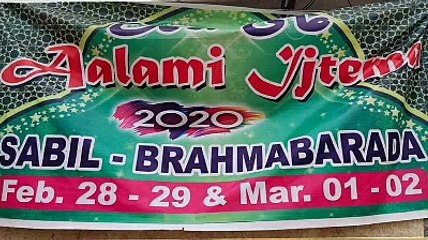 Aalami Ijtema
2020
SABIL - BRAHMABARADA
Feb. 28 - 29 & Mar. 01 - 02